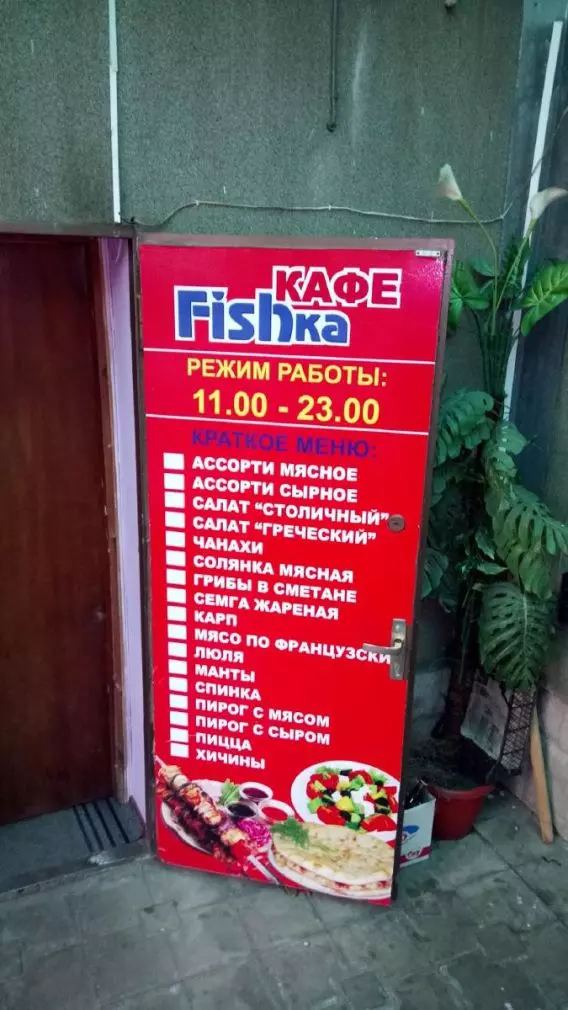 КАФЕ
Fishка
РЕЖИМ РАБОТЫ:
11.00 - 23.00
КРАТКОЕ МЕНЮ:
АССОРТИ МЯСНОЕ
АССОРТИ СЫРНОЕ
САЛАТ "СТОЛИЧНЫЙ"
САЛАТ "ГРЕЧЕСКИЙ"
ЧАНАХИ
СОЛЯНКА МЯСНАЯ
ГРИБЫ В СМЕТАНЕ
СЕМГА ЖАРЕНАЯ
КАРП
МЯСО ПО ФРАНЦУЗСКИ
ЛЮЛЯ
МАНТЫ
СПИНКА
ПИРОГ С МЯСОМ
ПИРОГ С СЫРОМ
ПИЦЦА
ХИЧИНЫ